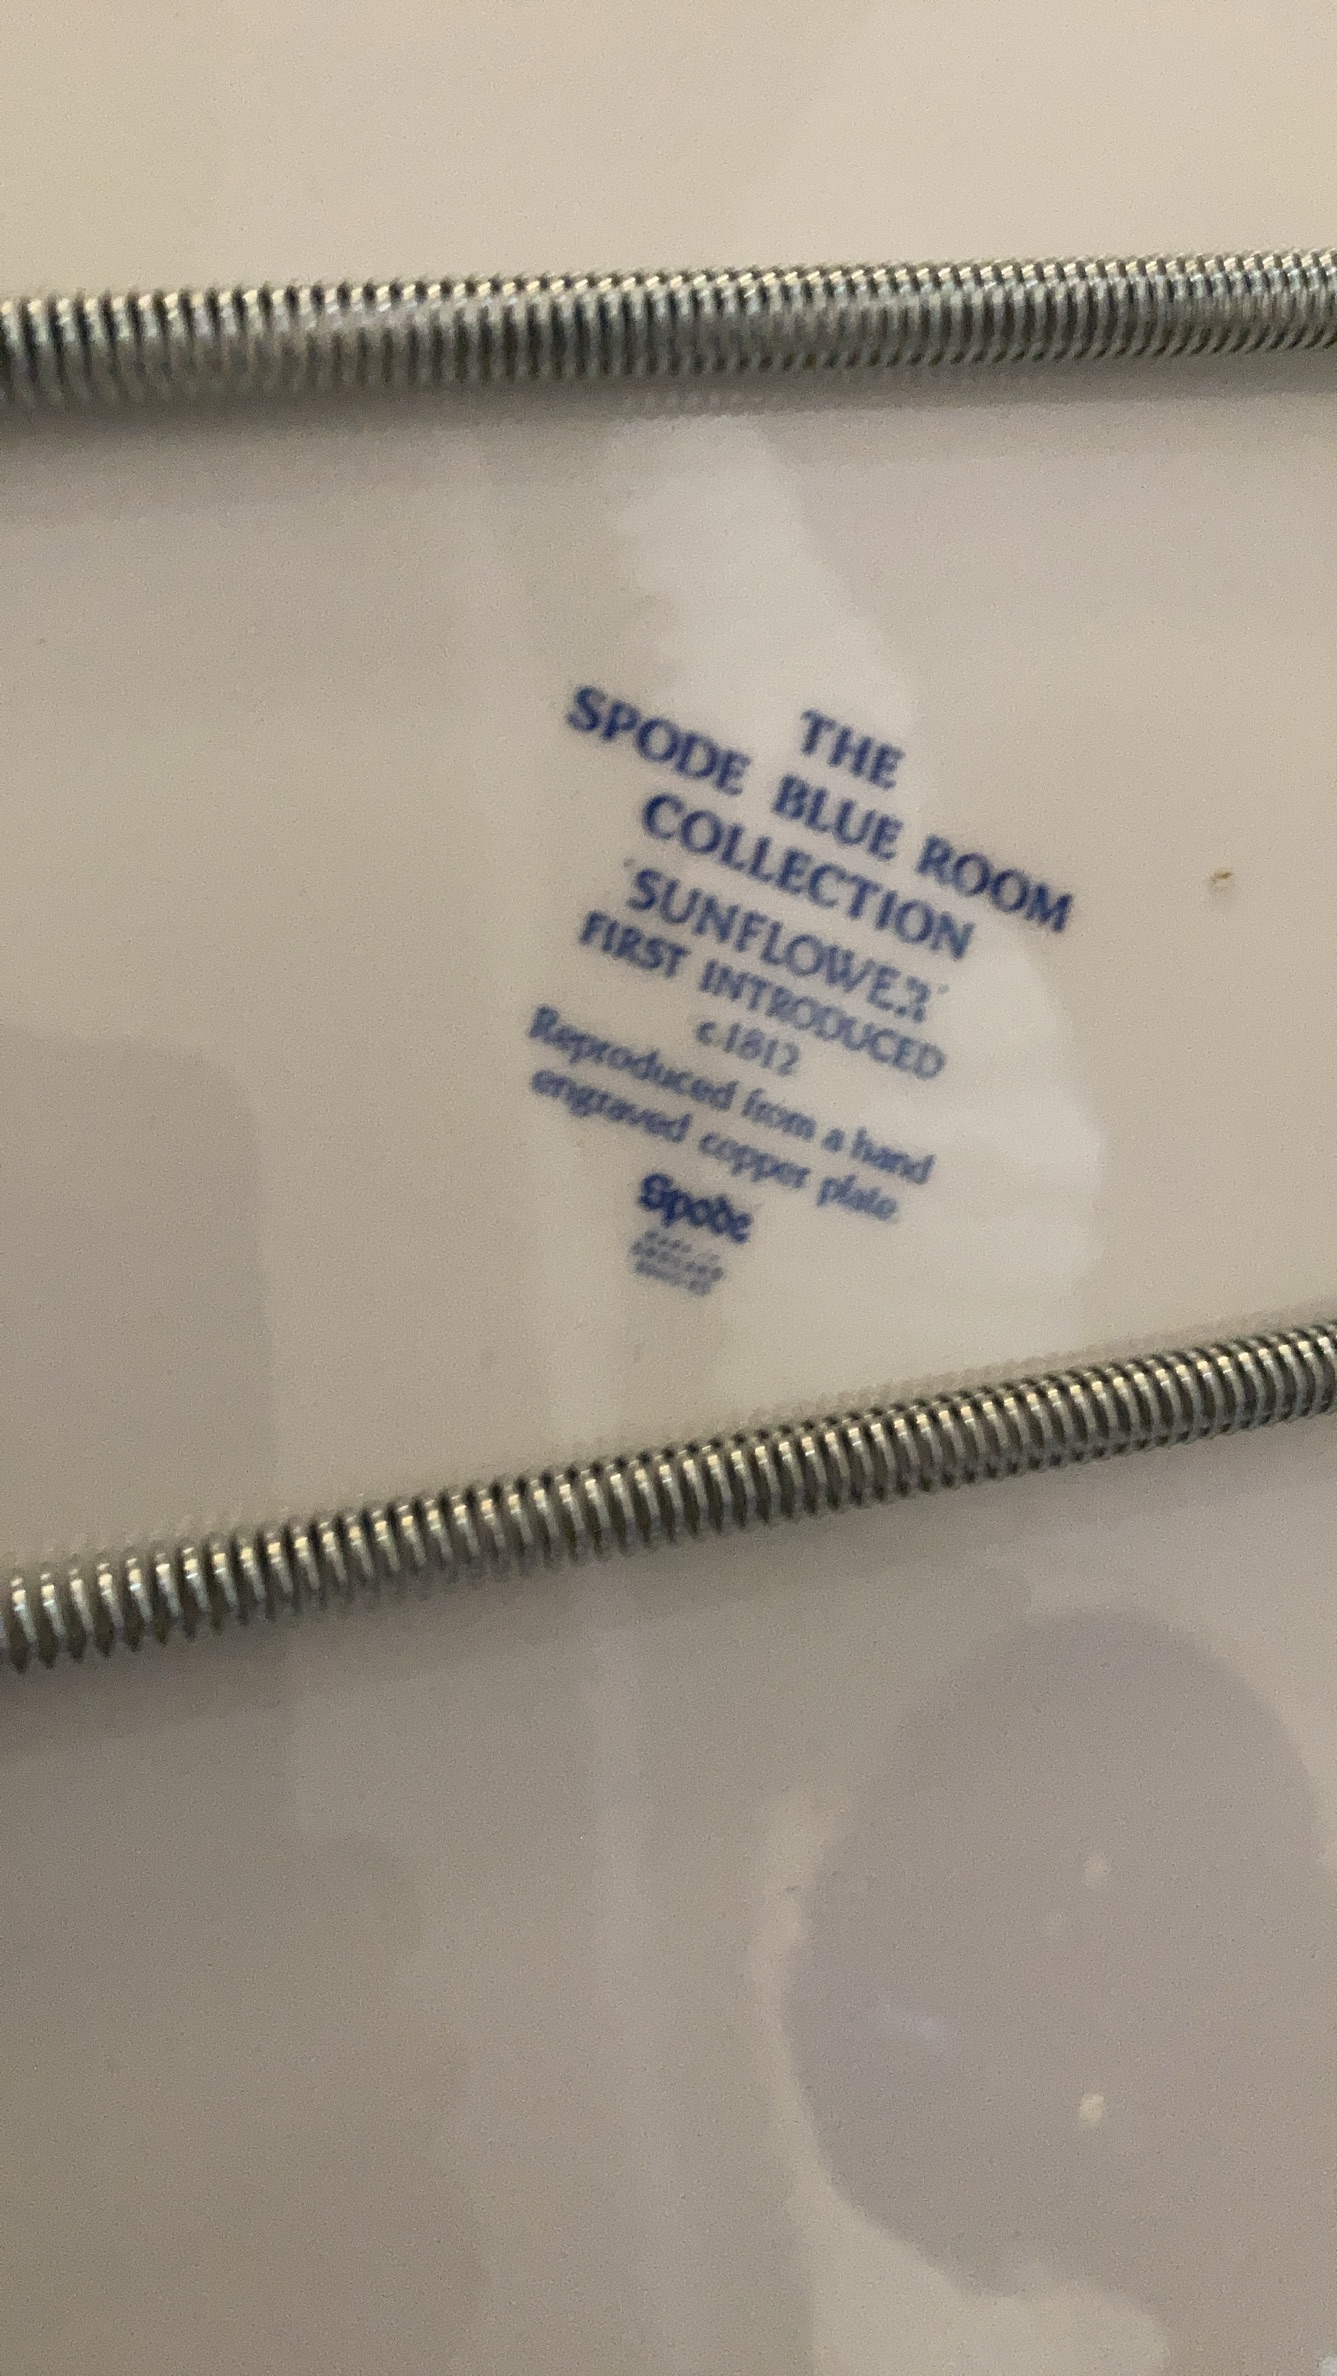 THE
SPODE BLUE ROOM
COLLECTION
'SUNFLOWER'
FIRST INTRODUCED
c.1812
Reproduced from a hand
engraved copper plate.
Spode